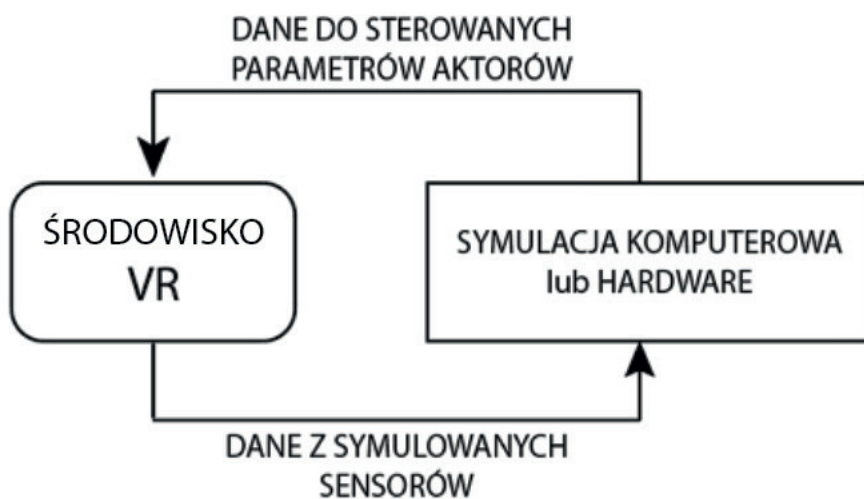 DANE DO STEROWANYCH
PARAMETRÓW AKTORÓW
ŚRODOWISKO
VR
SYMULACJA KOMPUTEROWA
lub HARDWARE
DANE Z SYMULOWANYCH
SENSORÓW